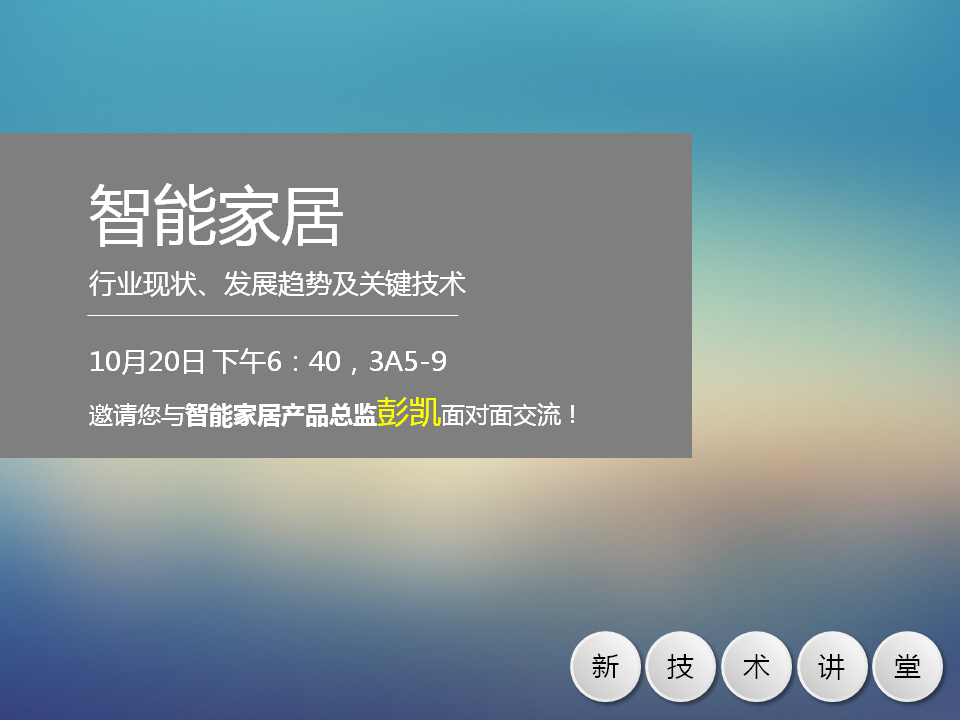 智能家居
行业现状、发展趋势及关键技术
10月20日 下午6：40，3A5-9
邀请您与智能家居产品总监彭凯面对面交流！
新技术讲堂